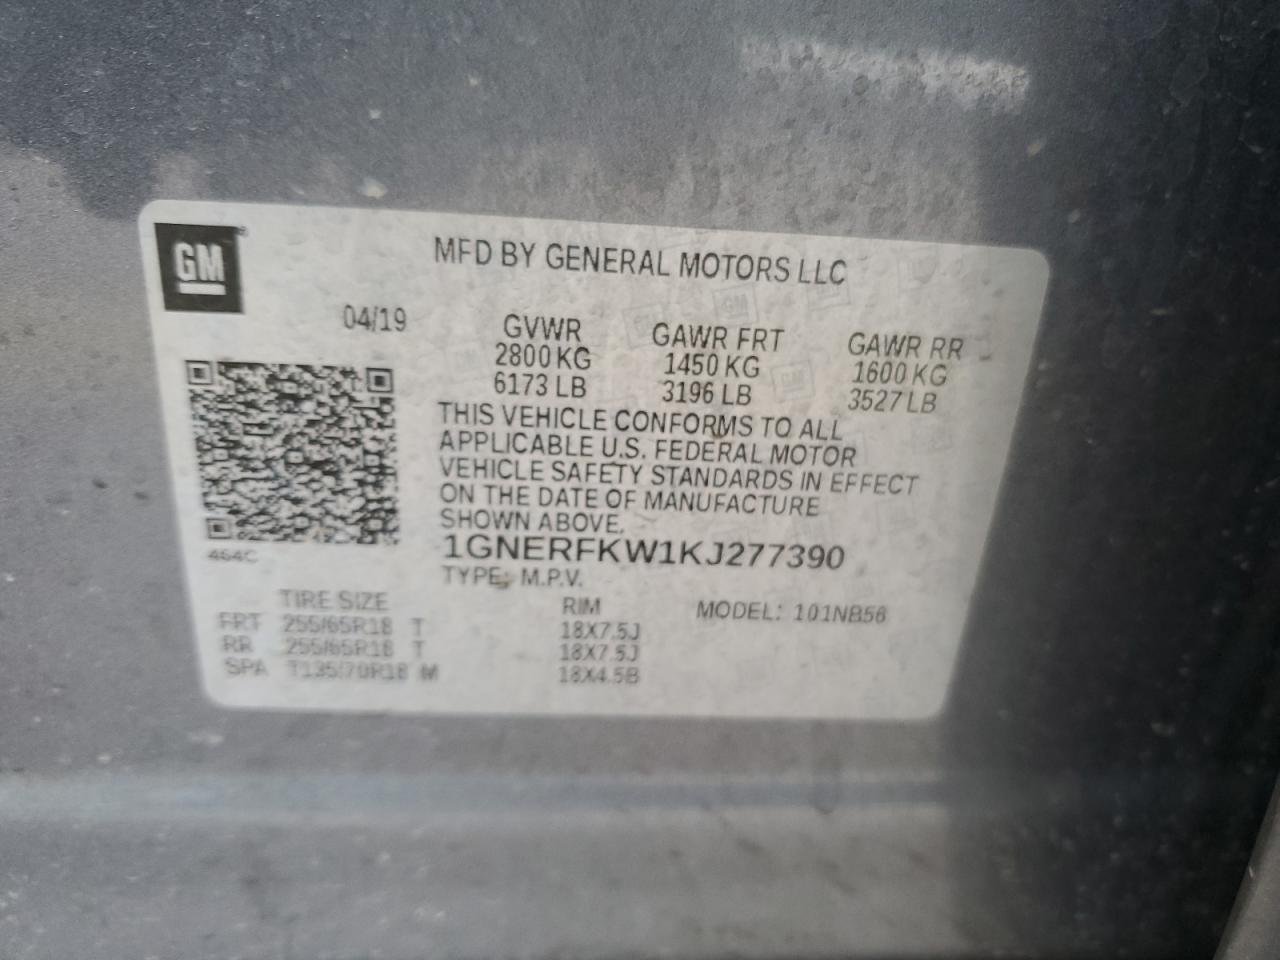 GM
MFD BY GENERAL MOTORS LLC
04/19
GVWR GAWR FRT GAWR RR
2800 KG 1450 KG 1600 KG
6173 LB 3196 LB 3527 LB
THIS VEHICLE CONFORMS TO ALL
APPLICABLE U.S. FEDERAL MOTOR
VEHICLE SAFETY STANDARDS IN EFFECT
ON THE DATE OF MANUFACTURE
SHOWN ABOVE.
1GNERFKW1KJ277390
464C
TYPE: M.P.V.
TIRE SIZE RIM MODEL: 101NB56
FRT 255/65R18 T 18X7.5J
RR 255/65R18 T 18X7.5J
SPA T135/70R18 M 18X4.5B